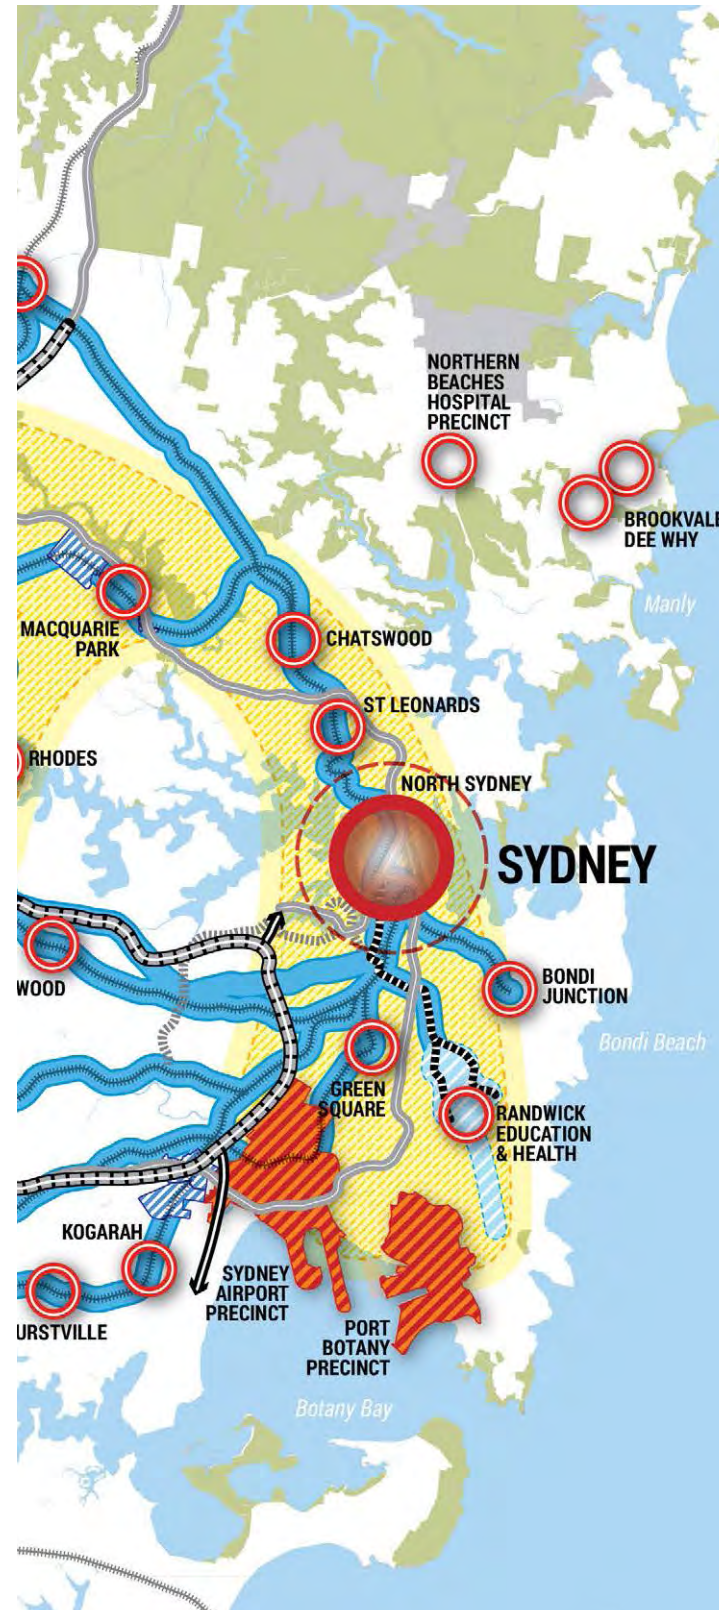 NORTHERN
BEACHES
HOSPITAL
PRECINCT
BROOKVALE
DEE WHY
Manly
MACQUARIE
PARK
CHATSWOOD
ST LEONARDS
RHODES
NORTH SYDNEY
SYDNEY
WOOD
BONDI
JUNCTION
Bondi Beach
GREEN
SQUARE
RANDWICK
EDUCATION
& HEALTH
KOGARAH
SYDNEY
AIRPORT
PRECINCT
URSTVILLE
PORT
BOTANY
PRECINCT
Botany Bay